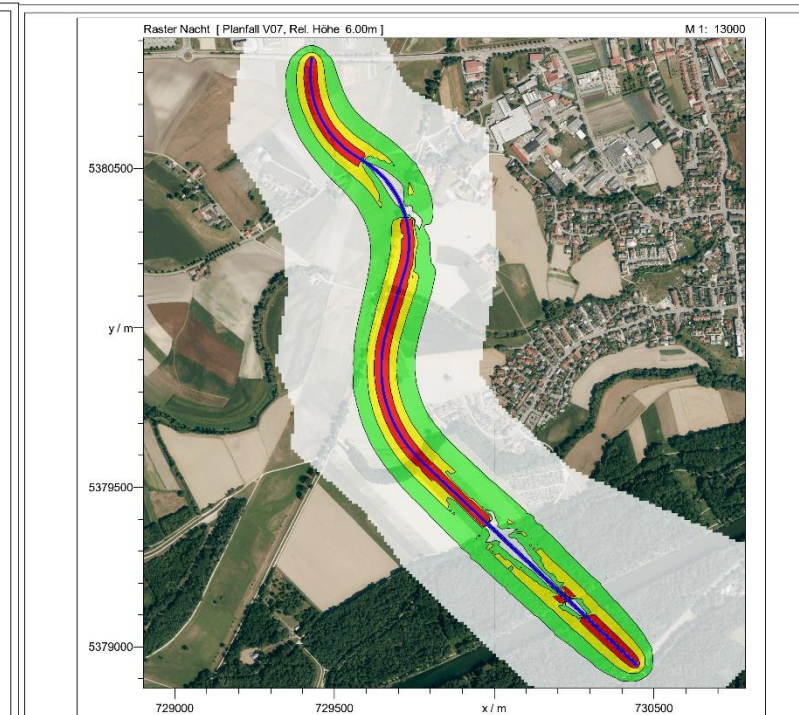 Raster Nacht [ Planfall V07, Rel. Höhe 6.00m ] M 1: 13000
5380500
y / m
5379500
5379000
729000 729500 x / m 730500